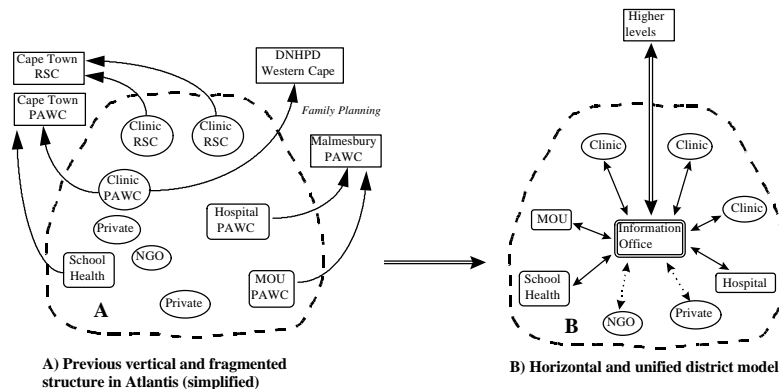 Cape Town
RSC
Cape Town
PAWC
DNHPD
Western Cape
Family Planning
Malmesbury
PAWC
Clinic
RSC
Clinic
RSC
Clinic
PAWC
Private
NGO
School
Health
Hospital
PAWC
MOU
PAWC
Private
A
A) Previous vertical and fragmented
structure in Atlantis (simplified)
Higher
levels
Clinic
Clinic
Clinic
MOU
Information
Office
School
Health
Hospital
NGO
Private
B
B) Horizontal and unified district model